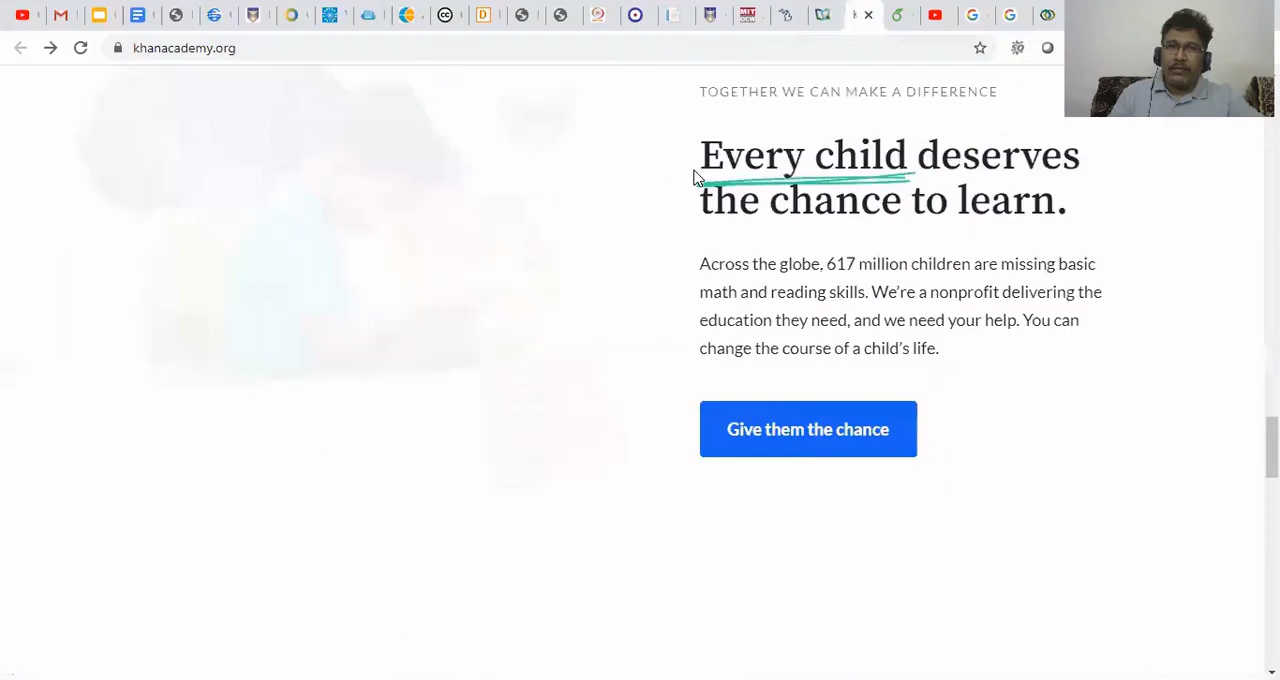 khanacademy.org
TOGETHER WE CAN MAKE A DIFFERENCE
Every child deserves
the chance to learn.
Across the globe, 617 million children are missing basic
math and reading skills. We’re a nonprofit delivering the
education they need, and we need your help. You can
change the course of a child’s life.
Give them the chance